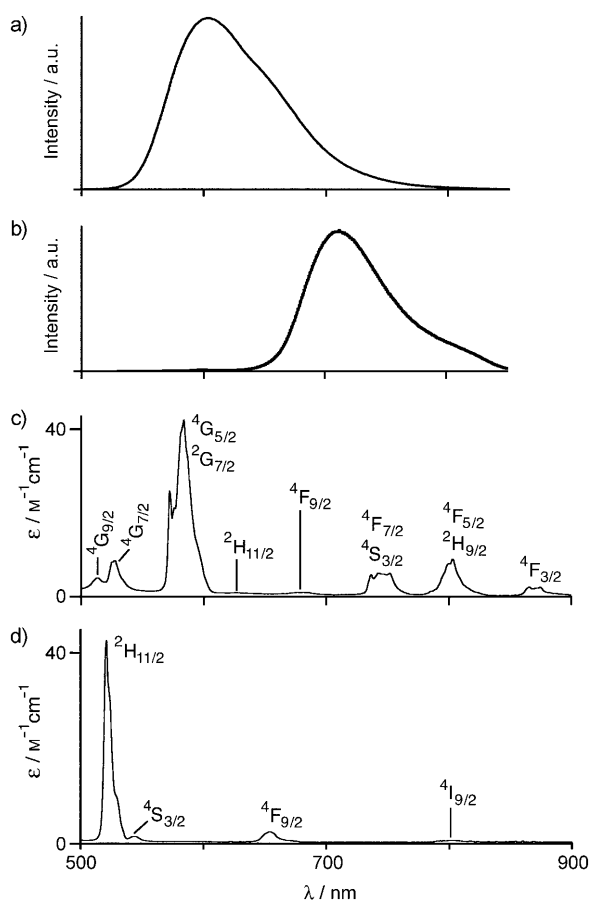 a)
Intensity / a.u.
b)
Intensity / a.u.
c)
40
ε / M⁻¹cm⁻¹
0
⁴G₉/₂
⁴G₇/₂
⁴G₅/₂
²G₇/₂
²H₁₁/₂
⁴F₉/₂
⁴F₇/₂
⁴S₃/₂
⁴F₅/₂
²H₉/₂
⁴F₃/₂
d)
40
ε / M⁻¹cm⁻¹
0
²H₁₁/₂
⁴S₃/₂
⁴F₉/₂
⁴I₉/₂
500 700 900
λ / nm